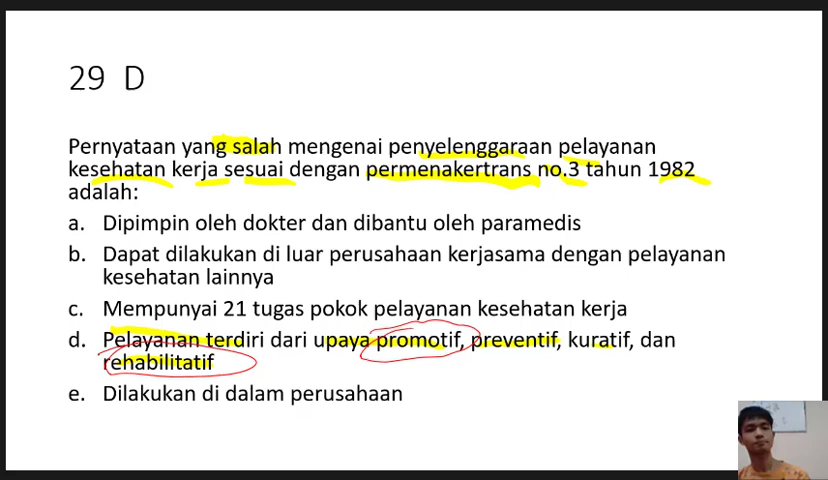 29 D
Pernyataan yang salah mengenai penyelenggaraan pelayanan
kesehatan kerja sesuai dengan permenakertrans no.3 tahun 1982
adalah:
a. Dipimpin oleh dokter dan dibantu oleh paramedis
b. Dapat dilakukan di luar perusahaan kerjasama dengan pelayanan
kesehatan lainnya
c. Mempunyai 21 tugas pokok pelayanan kesehatan kerja
d. Pelayanan terdiri dari upaya promotif, preventif, kuratif, dan
rehabilitatif
e. Dilakukan di dalam perusahaan